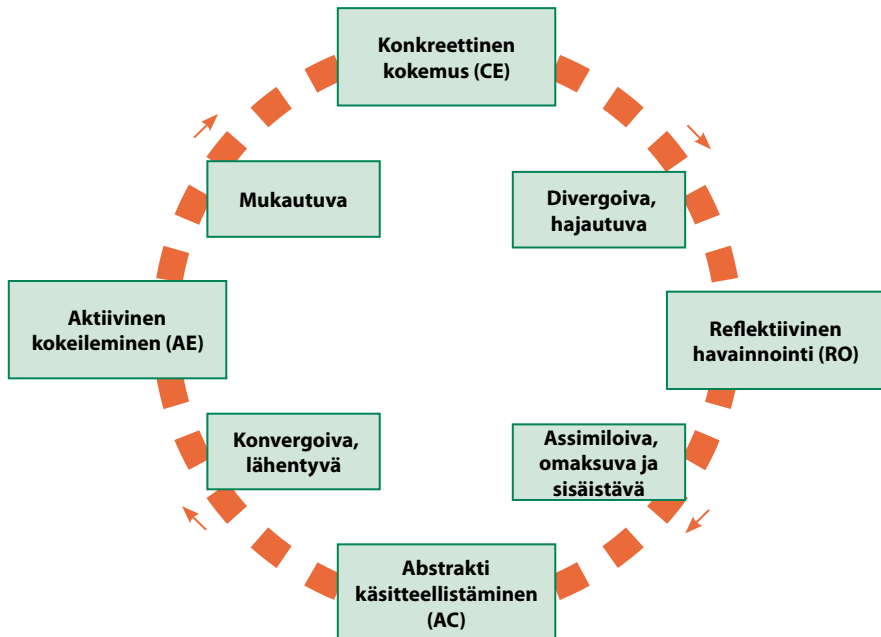 Konkreettinen
kokemus (CE)
Mukautuva
Divergoiva,
hajautuva
Aktiivinen
kokeileminen (AE)
Reflektiivinen
havainnointi (RO)
Konvergoiva,
lähentyvä
Assimiloiva,
omaksuva ja
sisäistävä
Abstrakti
käsitteellistäminen
(AC)